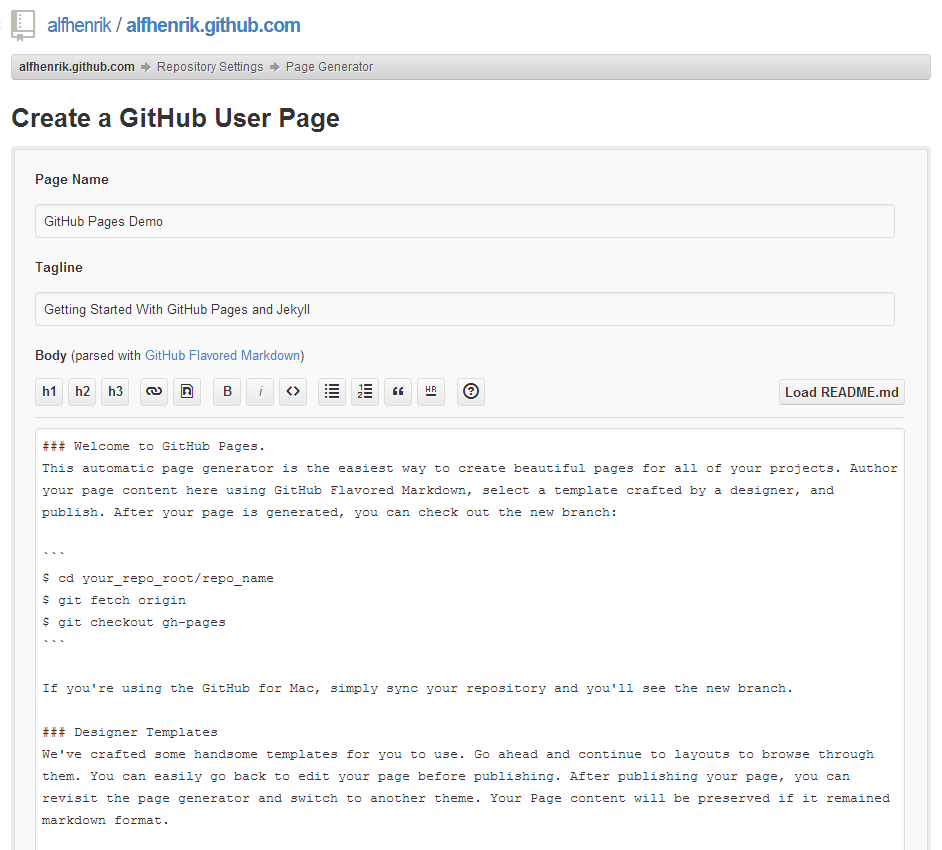 alfhenrik / alfhenrik.github.com
alfhenrik.github.com Repository Settings Page Generator
Create a GitHub User Page
Page Name
GitHub Pages Demo
Tagline
Getting Started With GitHub Pages and Jekyll
Body (parsed with GitHub Flavored Markdown)
h1 h2 h3 B i <> “ HR ? Load README.md
### Welcome to GitHub Pages.
This automatic page generator is the easiest way to create beautiful pages for all of your projects. Author
your page content here using GitHub Flavored Markdown, select a template crafted by a designer, and
publish. After your page is generated, you can check out the new branch:
```
$ cd your_repo_root/repo_name
$ git fetch origin
$ git checkout gh-pages
```
If you're using the GitHub for Mac, simply sync your repository and you'll see the new branch.
### Designer Templates
We've crafted some handsome templates for you to use. Go ahead and continue to layouts to browse through
them. You can easily go back to edit your page before publishing. After publishing your page, you can
revisit the page generator and switch to another theme. Your Page content will be preserved if it remained
markdown format.